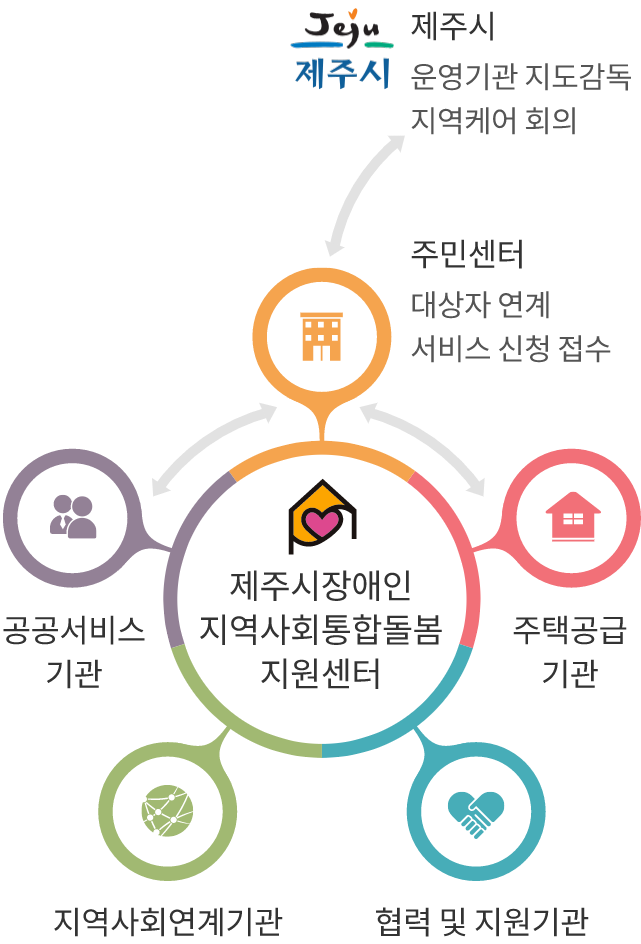 Jeju
제주시
제주시
운영기관 지도감독
지역케어 회의
주민센터
대상자 연계
서비스 신청 접수
제주시장애인
지역사회통합돌봄
지원센터
공공서비스
기관
주택공급
기관
지역사회연계기관
협력 및 지원기관